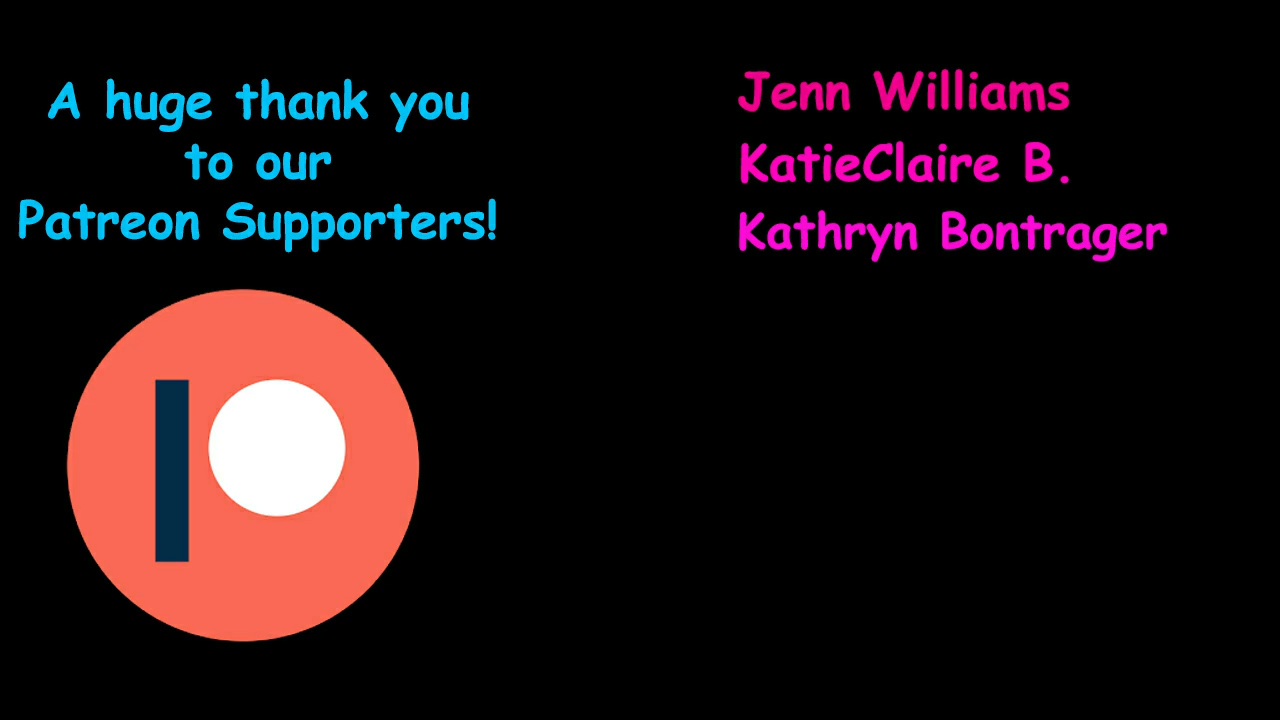 A huge thank you
to our
Patreon Supporters!
Jenn Williams
KatieClaire B.
Kathryn Bontrager